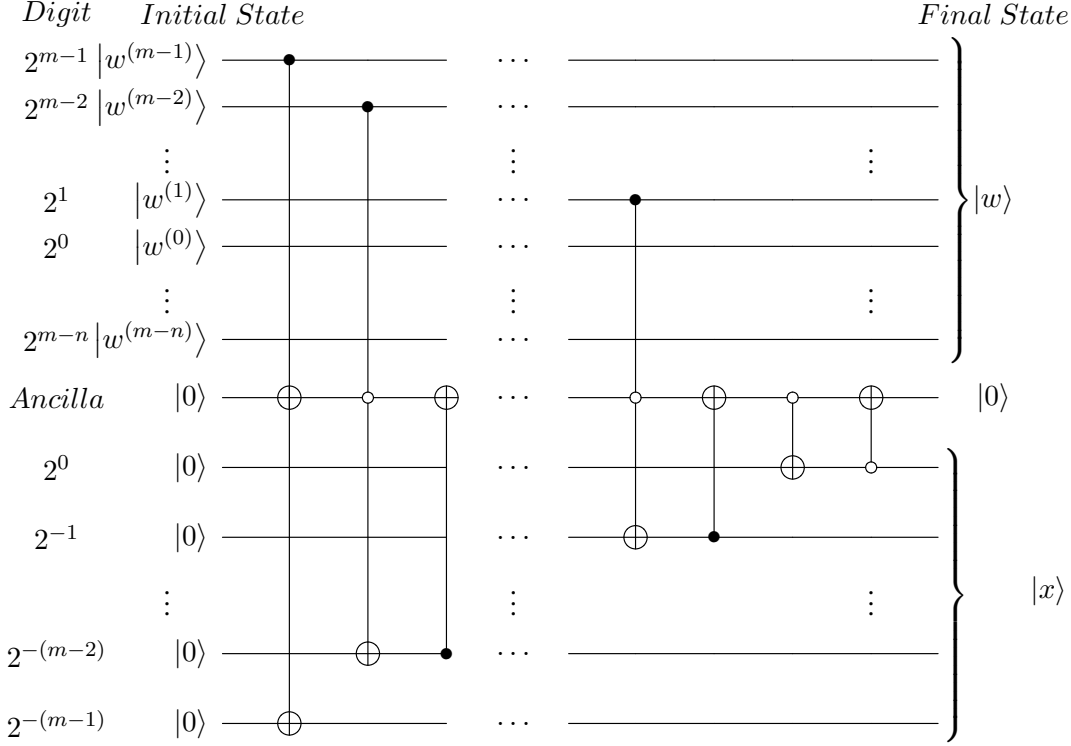 Digit Initial State Final State
2^{m−1} |w^{(m−1)}⟩ ···
2^{m−2} |w^{(m−2)}⟩ ···
⋮ ⋮ ⋮
2^1 |w^{(1)}⟩ ··· |w⟩
2^0 |w^{(0)}⟩ ···
⋮ ⋮ ⋮
2^{m−n} |w^{(m−n)}⟩ ···
Ancilla |0⟩ ··· |0⟩
2^0 |0⟩ ···
2^{−1} |0⟩ ···
⋮ ⋮ ⋮ |x⟩
2^{−(m−2)} |0⟩ ···
2^{−(m−1)} |0⟩ ···